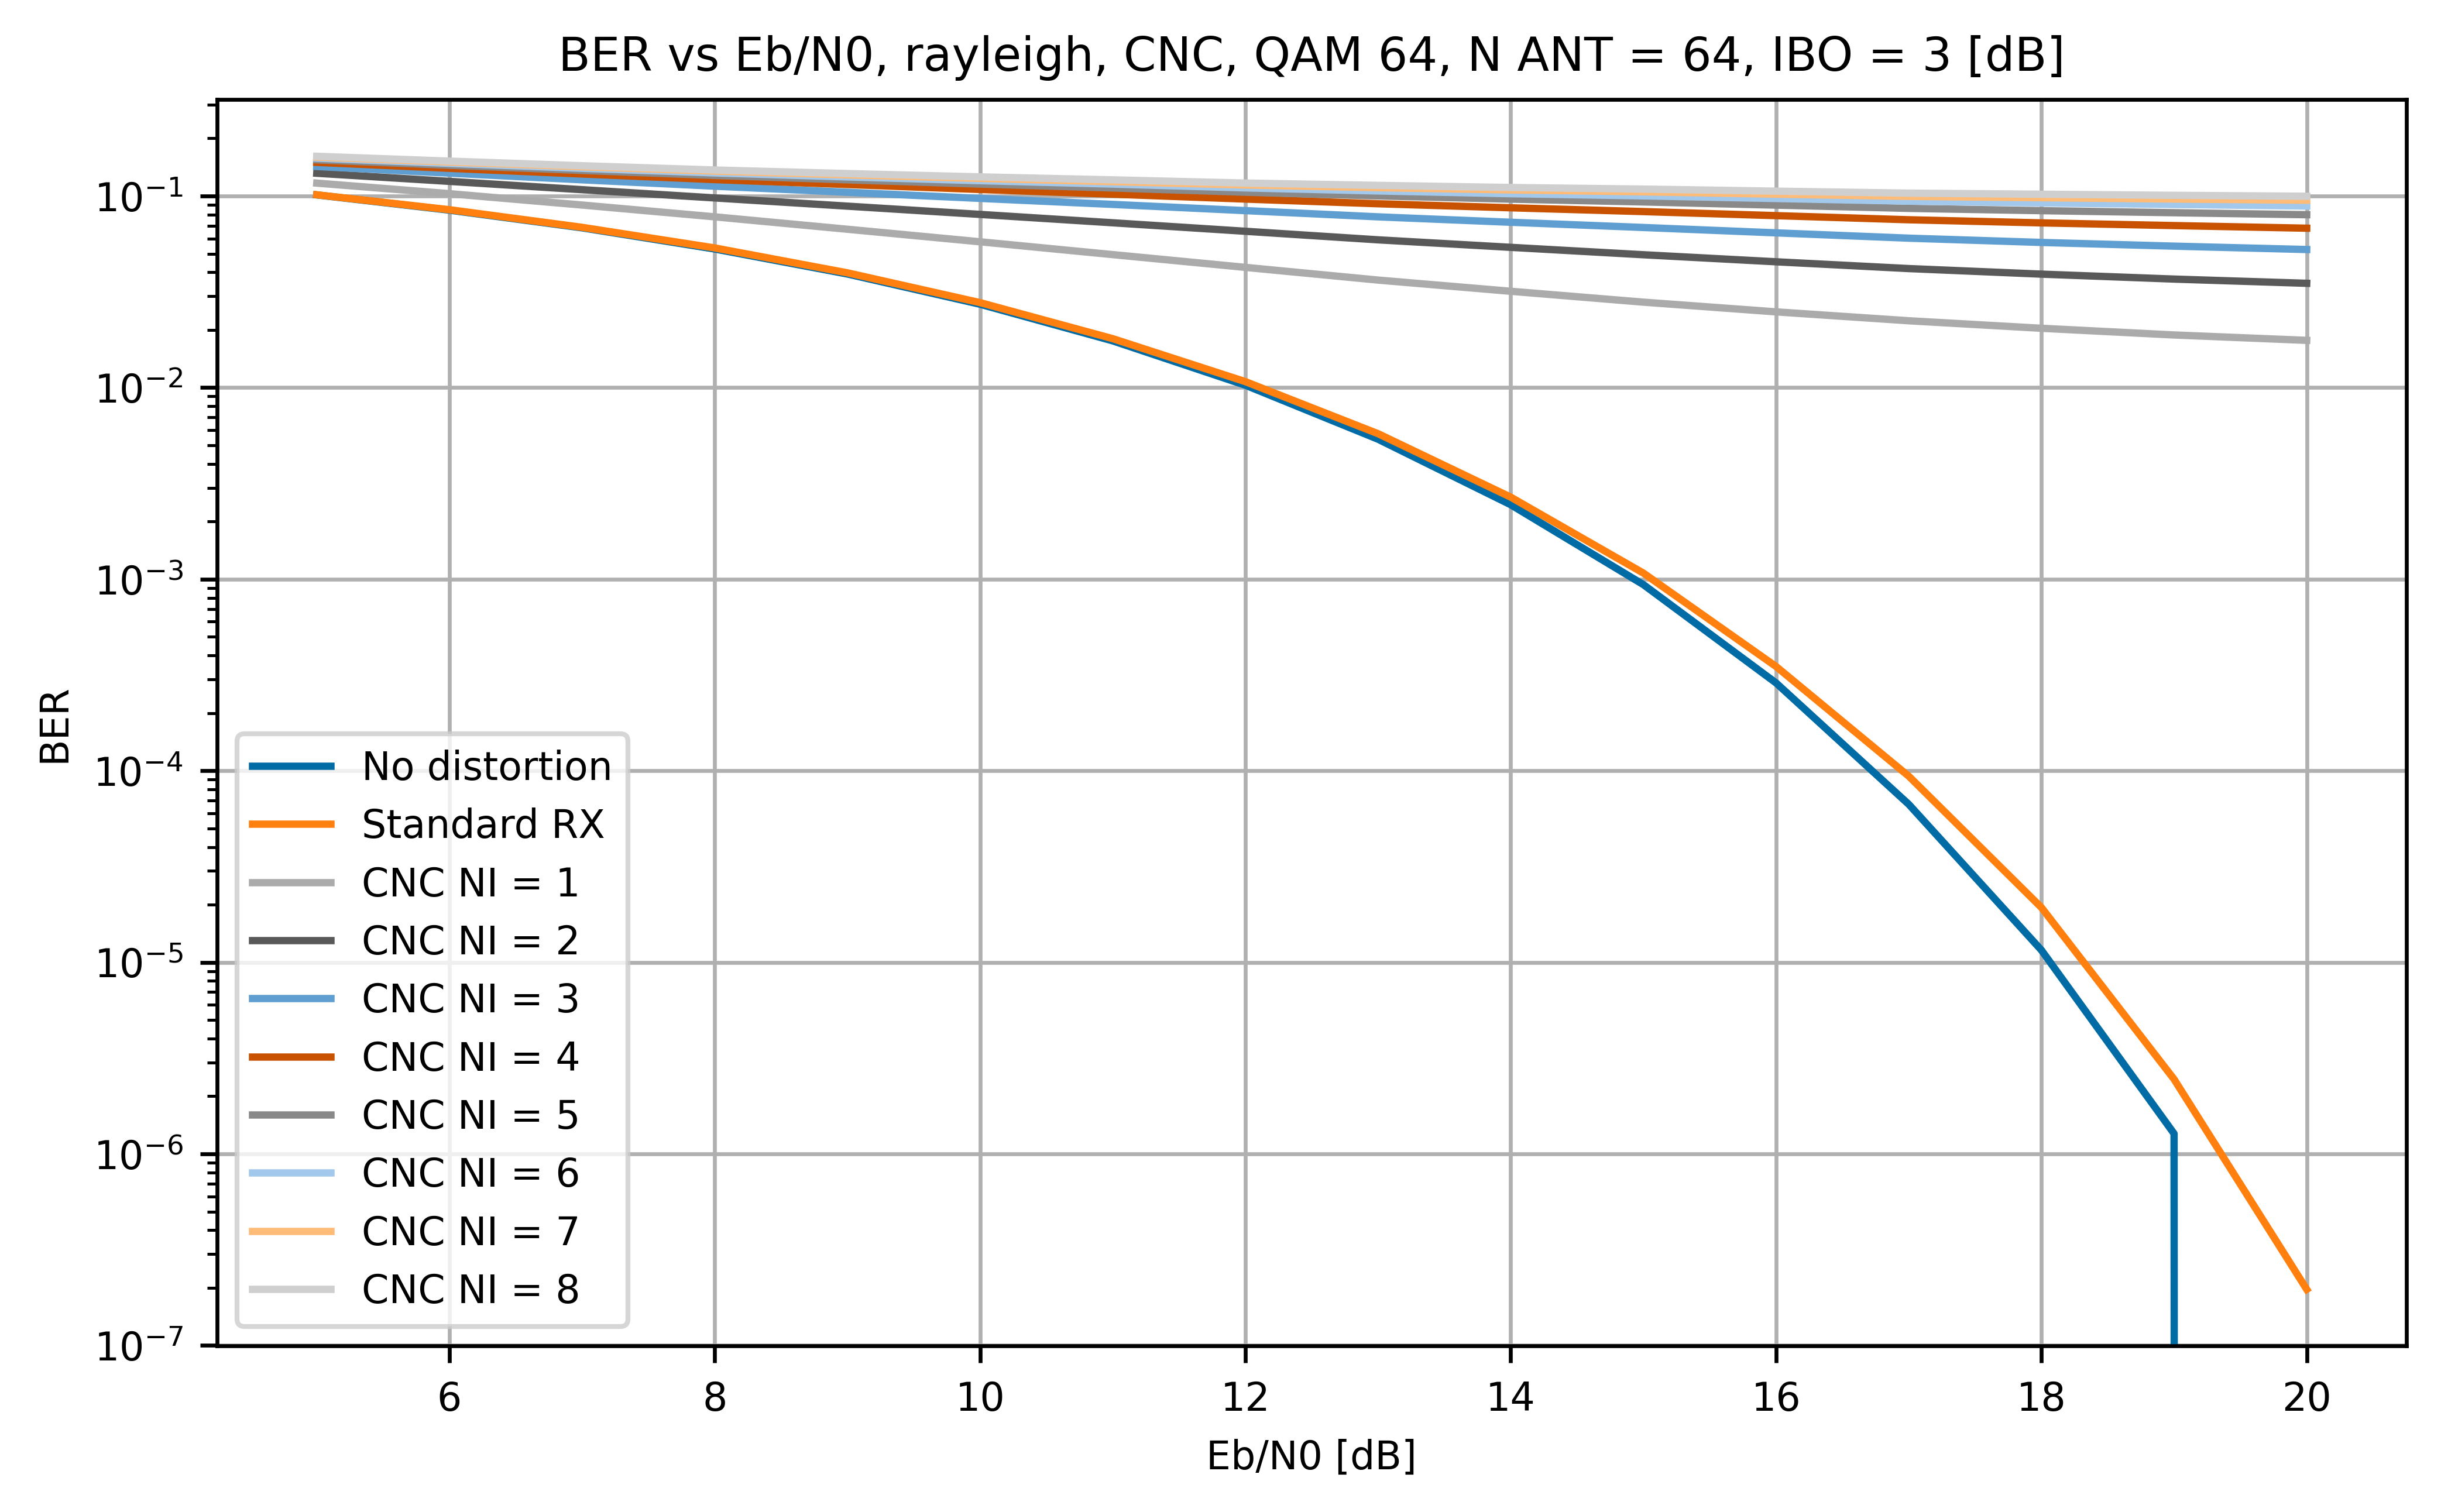 BER vs Eb/N0, rayleigh, CNC, QAM 64, N ANT = 64, IBO = 3 [dB]
10⁻¹
10⁻²
10⁻³
10⁻⁴
10⁻⁵
10⁻⁶
10⁻⁷
BER
No distortion
Standard RX
CNC NI = 1
CNC NI = 2
CNC NI = 3
CNC NI = 4
CNC NI = 5
CNC NI = 6
CNC NI = 7
CNC NI = 8
6 8 10 12 14 16 18 20
Eb/N0 [dB]